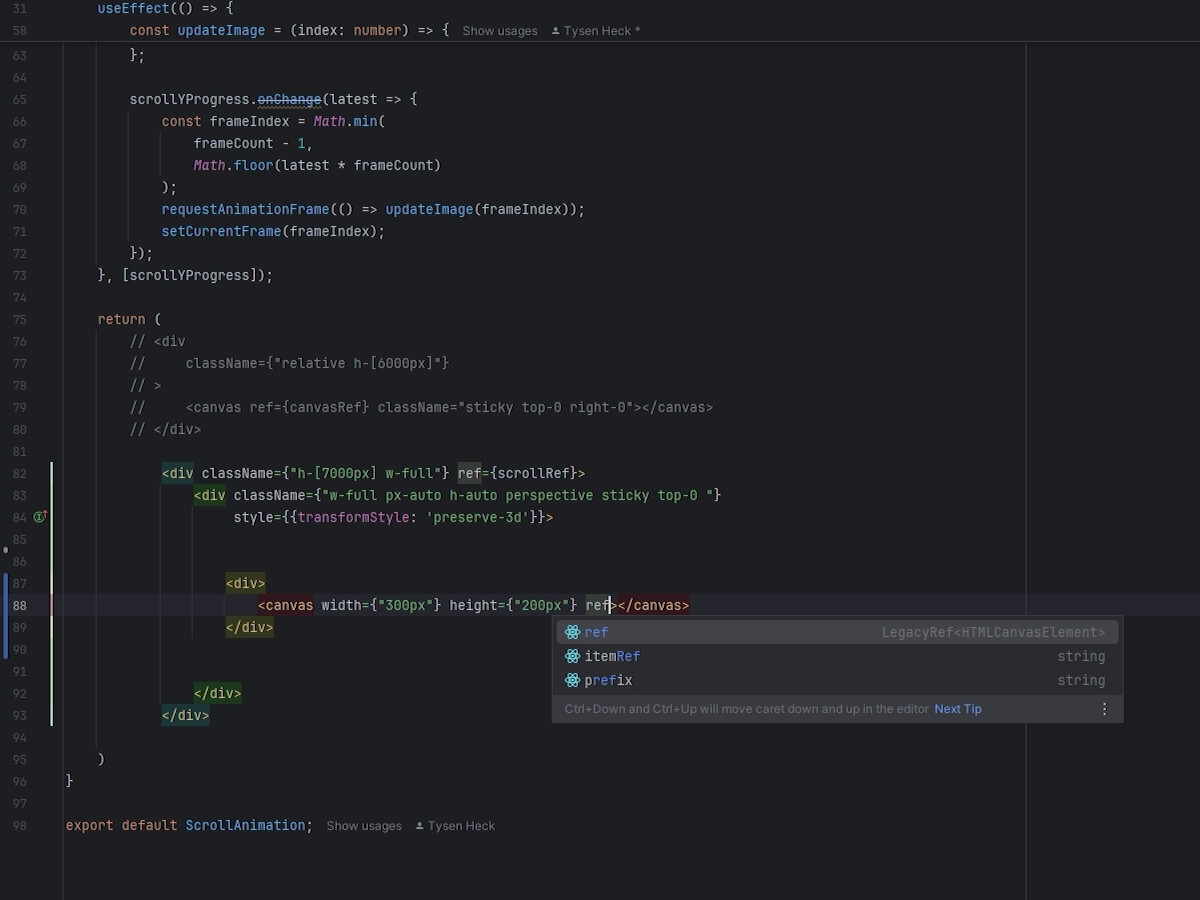 31 useEffect(() => {
58 const updateImage = (index: number) => { Show usages Tysen Heck *
63 };
64
65 scrollYProgress.onChange(latest => {
66 const frameIndex = Math.min(
67 frameCount - 1,
68 Math.floor(latest * frameCount)
69 );
70 requestAnimationFrame(() => updateImage(frameIndex));
71 setCurrentFrame(frameIndex);
72 });
73 }, [scrollYProgress]);
74
75 return (
76 // <div
77 //     className={"relative h-[6000px]"}
78 // >
79 //     <canvas ref={canvasRef} className="sticky top-0 right-0"></canvas>
80 // </div>
81
82 <div className={"h-[7000px] w-full"} ref={scrollRef}>
83 <div className={"w-full px-auto h-auto perspective sticky top-0 "}
84 style={{transformStyle: 'preserve-3d'}}>
85
86
87 <div>
88 <canvas width={"300px"} height={"200px"} ref></canvas>
89 </div>
ref LegacyRef<HTMLCanvasElement>
90
itemRef string
91
prefix string
92 </div>
93 </div>
Ctrl+Down and Ctrl+Up will move caret down and up in the editor Next Tip
94
95 )
96 }
97
98 export default ScrollAnimation; Show usages Tysen Heck